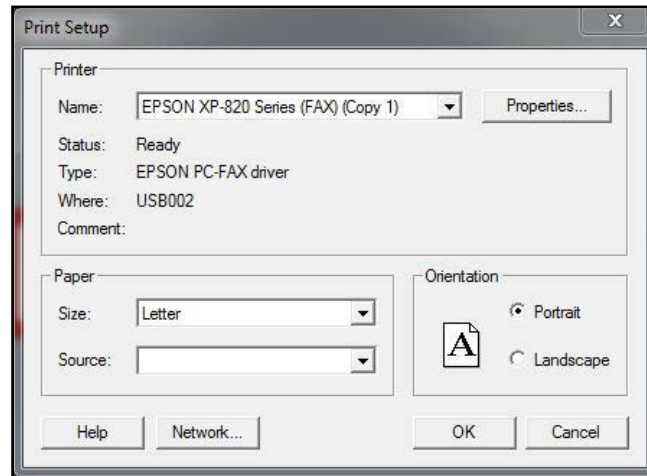 Print Setup
X
Printer
Name: EPSON XP-820 Series (FAX) (Copy 1) Properties...
Status: Ready
Type: EPSON PC-FAX driver
Where: USB002
Comment:
Paper
Size: Letter
Source:
Orientation
A
Portrait
Landscape
Help Network... OK Cancel